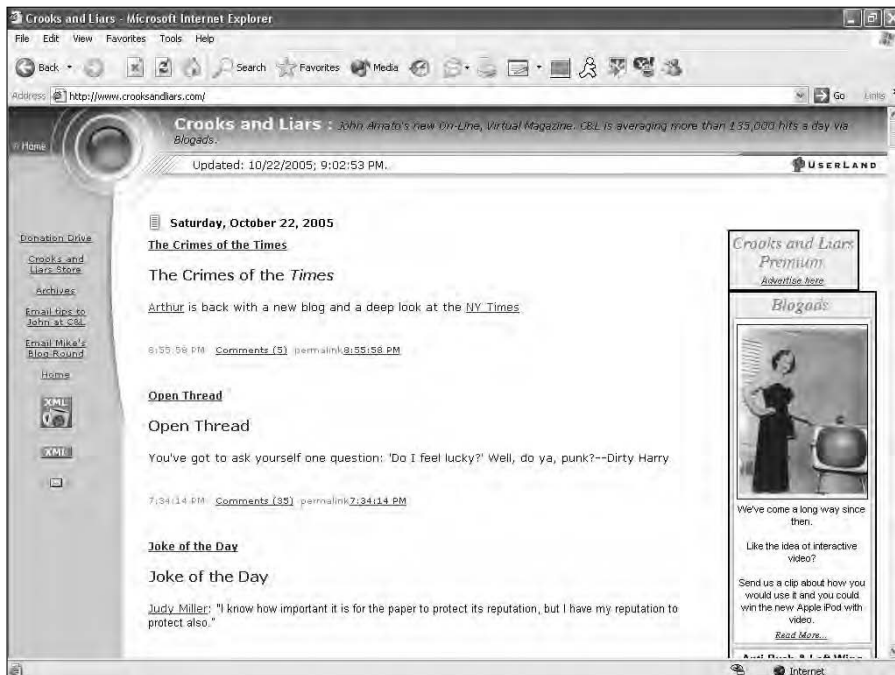 Crooks and Liars - Microsoft Internet Explorer
File Edit View Favorites Tools Help
Back Search Favorites Media
Address http://www.crooksandliars.com/ Go Links
Home
Crooks and Liars : John Amato's new On-Line, Virtual Magazine. C&L is averaging more than 135,000 hits a day via
Blogads.
Updated: 10/22/2005; 9:02:53 PM.
USERLAND
Donation Drive
Crooks and
Liars Store
Archives
Email tips to
John at C&L
Email Mike's
Blog Round
Home
XML
XML
Saturday, October 22, 2005
The Crimes of the Times
The Crimes of the Times
Arthur is back with a new blog and a deep look at the NY Times
Comments (5) permalink
Open Thread
Open Thread
You've got to ask yourself one question: 'Do I feel lucky?' Well, do ya, punk?--Dirty Harry
7:34:14 PM Comments (35) permalink7:34:14 PM
Joke of the Day
Joke of the Day
Judy Miller: "I know how important it is for the paper to protect its reputation, but I have my reputation to
protect also."
Crooks and Liars
Premium
Advertise here
Blogads
We've come a long way since
then.
Like the idea of interactive
video?
Send us a clip about how you
would use it and you could
win the new Apple iPod with
video.
Read More...
Internet